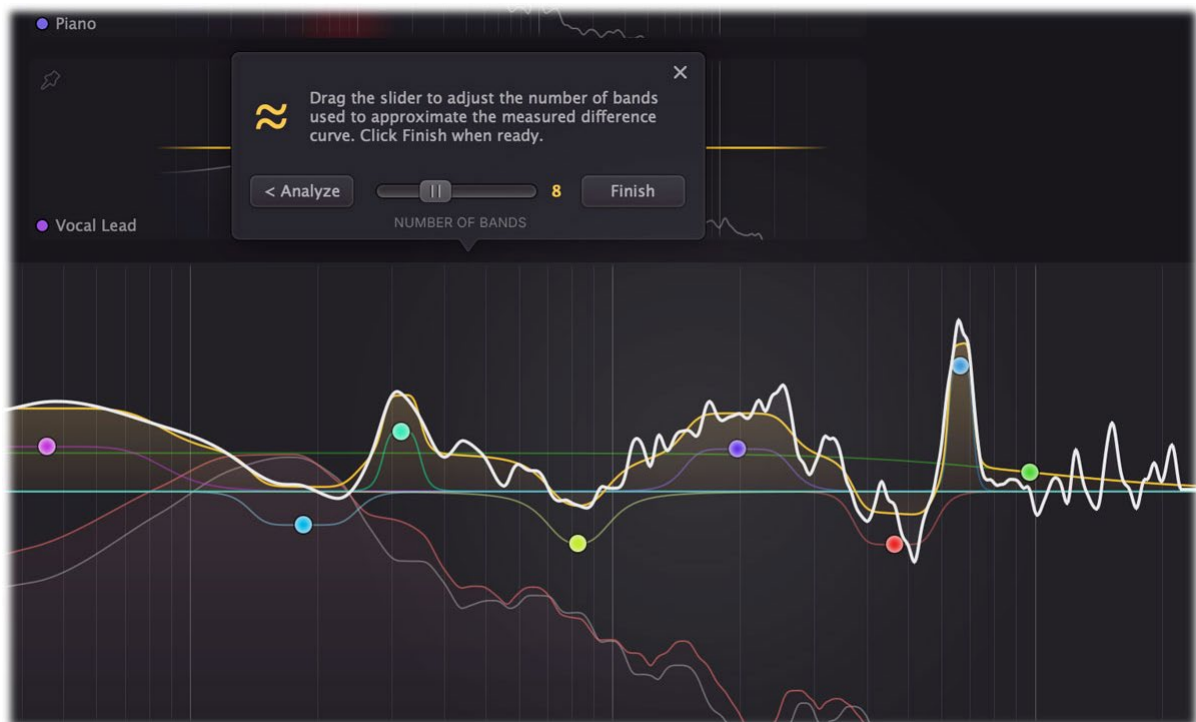 Piano
Drag the slider to adjust the number of bands
used to approximate the measured difference
curve. Click Finish when ready.
< Analyze
8
Finish
NUMBER OF BANDS
Vocal Lead